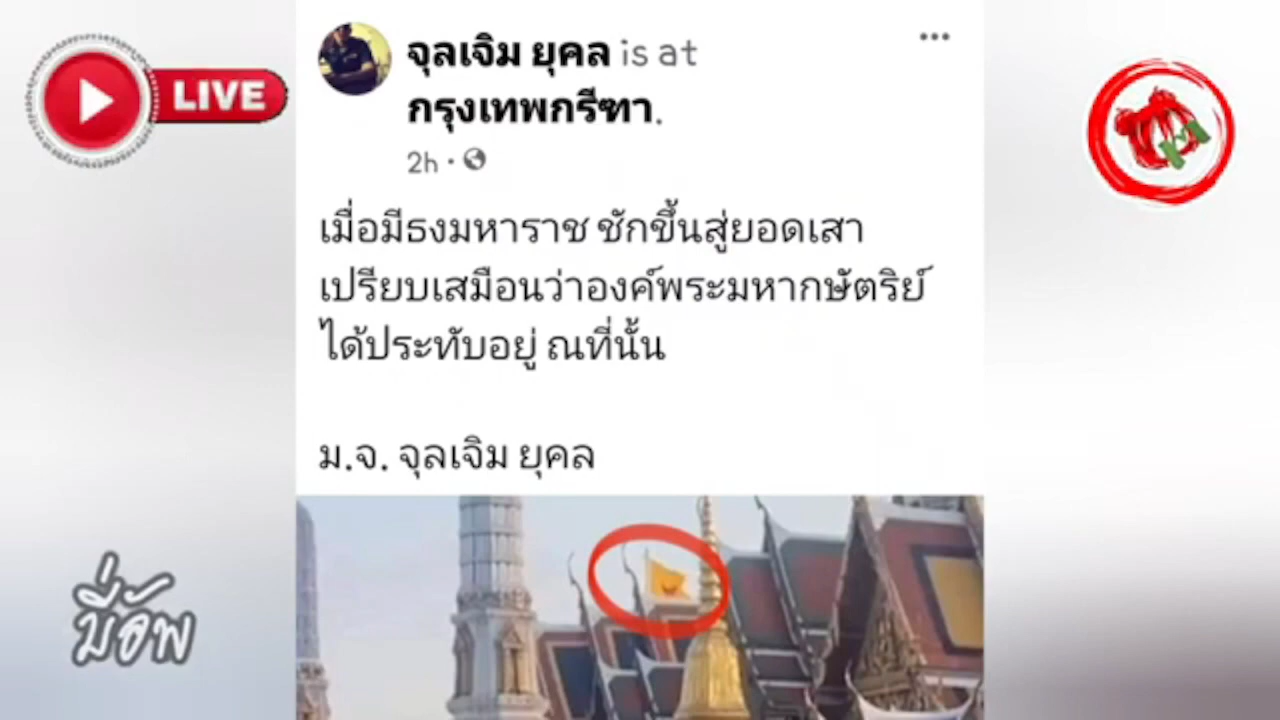 LIVE
จุลเจิม ยุคล is at
กรุงเทพกรีฑา.
2h
เมื่อมีธงมหาราช ชักขึ้นสู่ยอดเสา
เปรียบเสมือนว่าองค์พระมหากษัตริย์
ได้ประทับอยู่ ณที่นั้น
ม.จ. จุลเจิม ยุคล
บี่อัพ